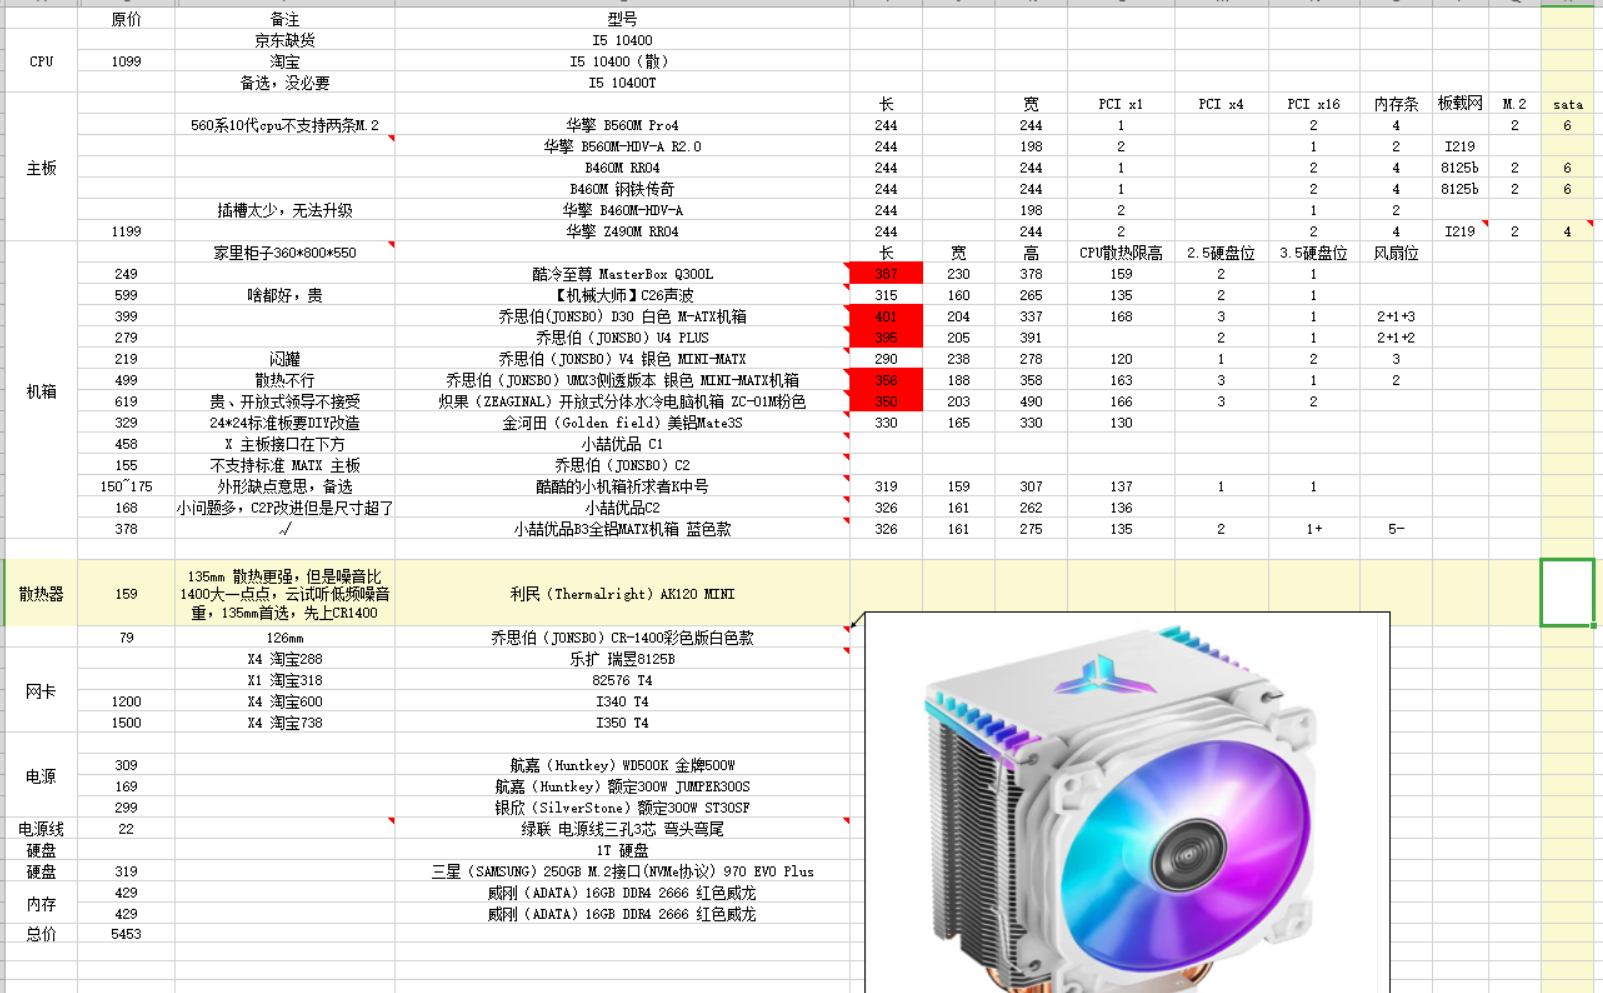 原价 备注 型号
京东缺货 I5 10400
CPU 1099 淘宝 I5 10400（散）
备选，没必要 I5 10400T
长 宽 PCI x1 PCI x4 PCI x16 内存条 板载网 M.2 sata
560系10代cpu不支持两条M.2 华擎 B560M Pro4 244 244 1 2 4 2 6
华擎 B560M-HDV-A R2.0 244 198 2 1 2 I219
主板 B460M RRO4 244 244 1 2 4 8125b 2 6
B460M 钢铁传奇 244 244 1 2 4 8125b 2 6
插槽太少，无法升级 华擎 B460M-HDV-A 244 198 2 1 2
1199 华擎 Z490M RRO4 244 244 2 2 4 I219 2 4
家里柜子360*800*550 长 宽 高 CPU散热限高 2.5硬盘位 3.5硬盘位 风扇位
249 酷冷至尊 MasterBox Q300L 387 230 378 159 2 1
599 啥都好，贵 【机械大师】C26声波 315 160 265 135 2 1
399 乔思伯(JONSBO) D30 白色 M-ATX机箱 401 204 337 168 3 1 2+1+3
279 乔思伯（JONSBO）U4 PLUS 395 205 391 2 1 2+1+2
219 闷罐 乔思伯（JONSBO）V4 银色 MINI-MATX 290 238 278 120 1 2 3
机箱 499 散热不行 乔思伯（JONSBO）UMX3侧透版本 银色 MINI-MATX机箱 356 188 358 163 3 1 2
619 贵、开放式领导不接受 炽果（ZEAGINAL）开放式分体水冷电脑机箱 ZC-01M粉色 350 203 490 166 3 2
329 24*24标准板要DIY改造 金河田（Golden field）美铝Mate3S 330 165 330 130
458 X 主板接口在下方 小喆优品 C1
155 不支持标准 MATX 主板 乔思伯（JONSBO）C2
150~175 外形缺点意思，备选 酷酷的小机箱祈求者K中号 319 159 307 137 1 1
168 小问题多，C2P改进但是尺寸超了 小喆优品C2 326 161 262 136
378 √ 小喆优品B3全铝MATX机箱 蓝色款 326 161 275 135 2 1+ 5-
散热器 159 135mm 散热更强，但是噪音比
1400大一点点，云试听低频噪音
重，135mm首选，先上CR1400 利民（Thermalright）AK120 MINI
79 126mm 乔思伯（JONSBO）CR-1400彩色版白色款
网卡 X4 淘宝288 乐扩 瑞昱8125B
X1 淘宝318 82576 T4
1200 X4 淘宝600 I340 T4
1500 X4 淘宝738 I350 T4
电源 309 航嘉（Huntkey）WD500K 金牌500W
169 航嘉（Huntkey）额定300W JUMPER300S
299 银欣（SilverStone）额定300W ST30SF
电源线 22 绿联 电源线三孔3芯 弯头弯尾
硬盘 1T 硬盘
硬盘 319 三星（SAMSUNG）250GB M.2接口(NVMe协议) 970 EVO Plus
内存 429 威刚（ADATA）16GB DDR4 2666 红色威龙
429 威刚（ADATA）16GB DDR4 2666 红色威龙
总价 5453